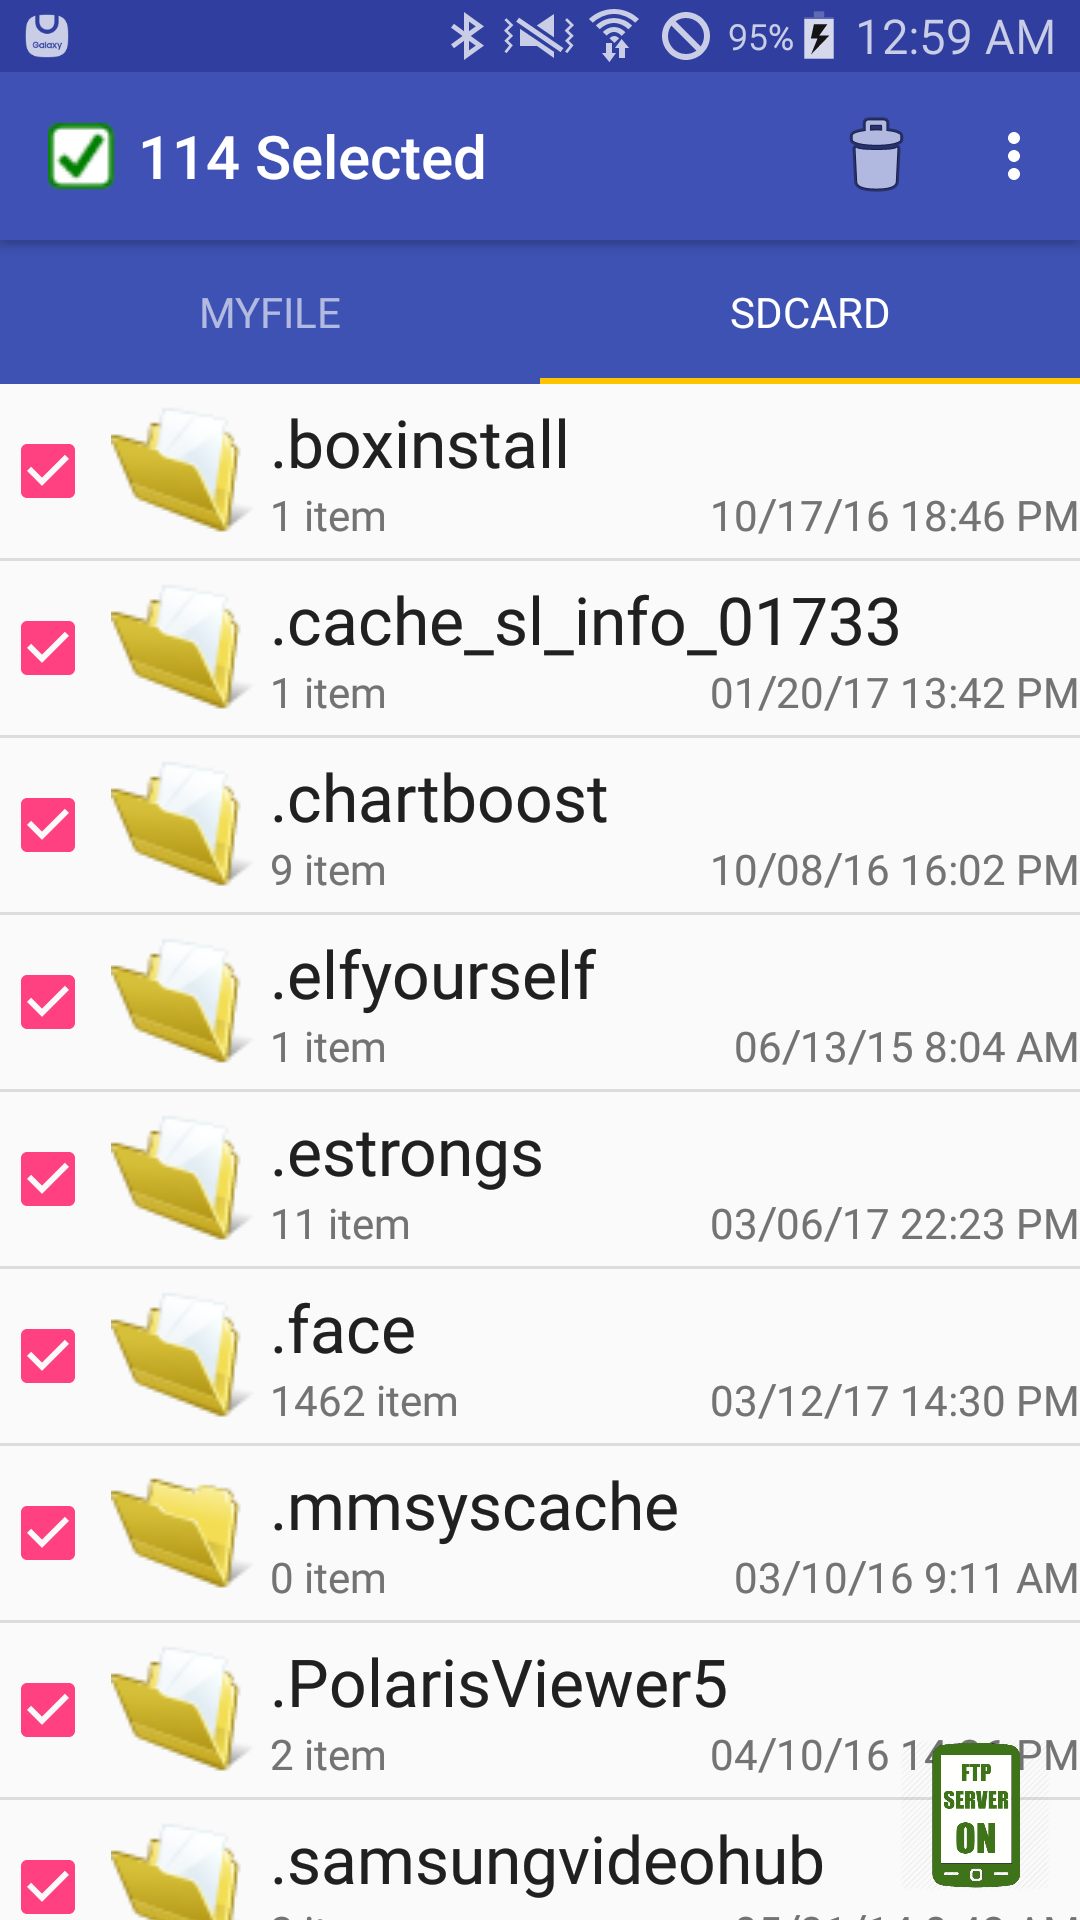 Galaxy
95% 12:59 AM
114 Selected
MYFILE SDCARD
.boxinstall
1 item 10/17/16 18:46 PM
.cache_sl_info_01733
1 item 01/20/17 13:42 PM
.chartboost
9 item 10/08/16 16:02 PM
.elfyourself
1 item 06/13/15 8:04 AM
.estrongs
11 item 03/06/17 22:23 PM
.face
1462 item 03/12/17 14:30 PM
.mmsyscache
0 item 03/10/16 9:11 AM
.PolarisViewer5
2 item 04/10/16 PM
FTP
SERVER
ON
.samsungvideohub